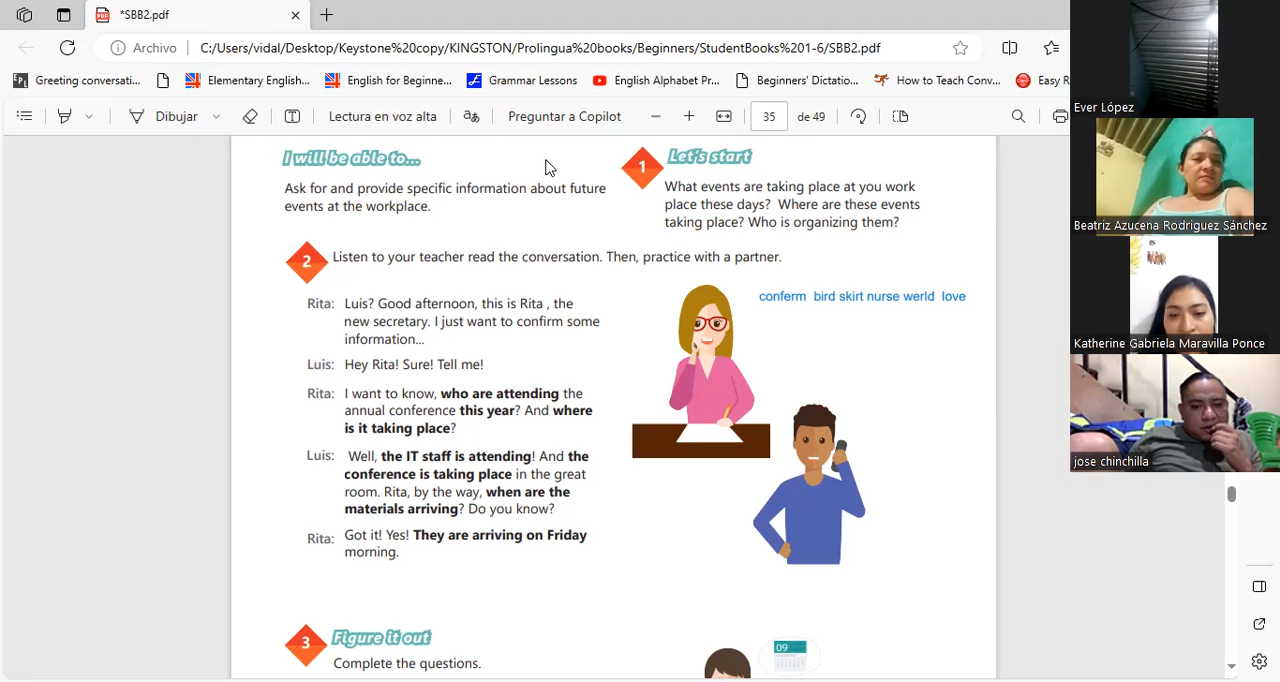 *SBB2.pdf
Archivo
C:/Users/vidal/Desktop/Keystone%20copy/KINGSTON/Prolingua%20books/Beginners/StudentBooks%201-6/SBB2.pdf
Greeting conversati...
Elementary English...
English for Beginne...
Grammar Lessons
English Alphabet Pr...
Beginners' Dictatio...
How to Teach Conv...
Easy R
Dibujar
Lectura en voz alta
aあ
Preguntar a Copilot
35
de 49
I will be able to...
Ask for and provide specific information about future
events at the workplace.
1
Let's start
What events are taking place at you work
place these days? Where are these events
taking place? Who is organizing them?
2
Listen to your teacher read the conversation. Then, practice with a partner.
conferm bird skirt nurse werld love
Rita: Luis? Good afternoon, this is Rita , the
new secretary. I just want to confirm some
information...
Luis: Hey Rita! Sure! Tell me!
Rita: I want to know, who are attending the
annual conference this year? And where
is it taking place?
Luis: Well, the IT staff is attending! And the
conference is taking place in the great
room. Rita, by the way, when are the
materials arriving? Do you know?
Rita: Got it! Yes! They are arriving on Friday
morning.
3
Figure it out
Complete the questions.
09
Ever López
Beatriz Azucena Rodriguez Sánchez
Katherine Gabriela Maravilla Ponce
jose chinchilla